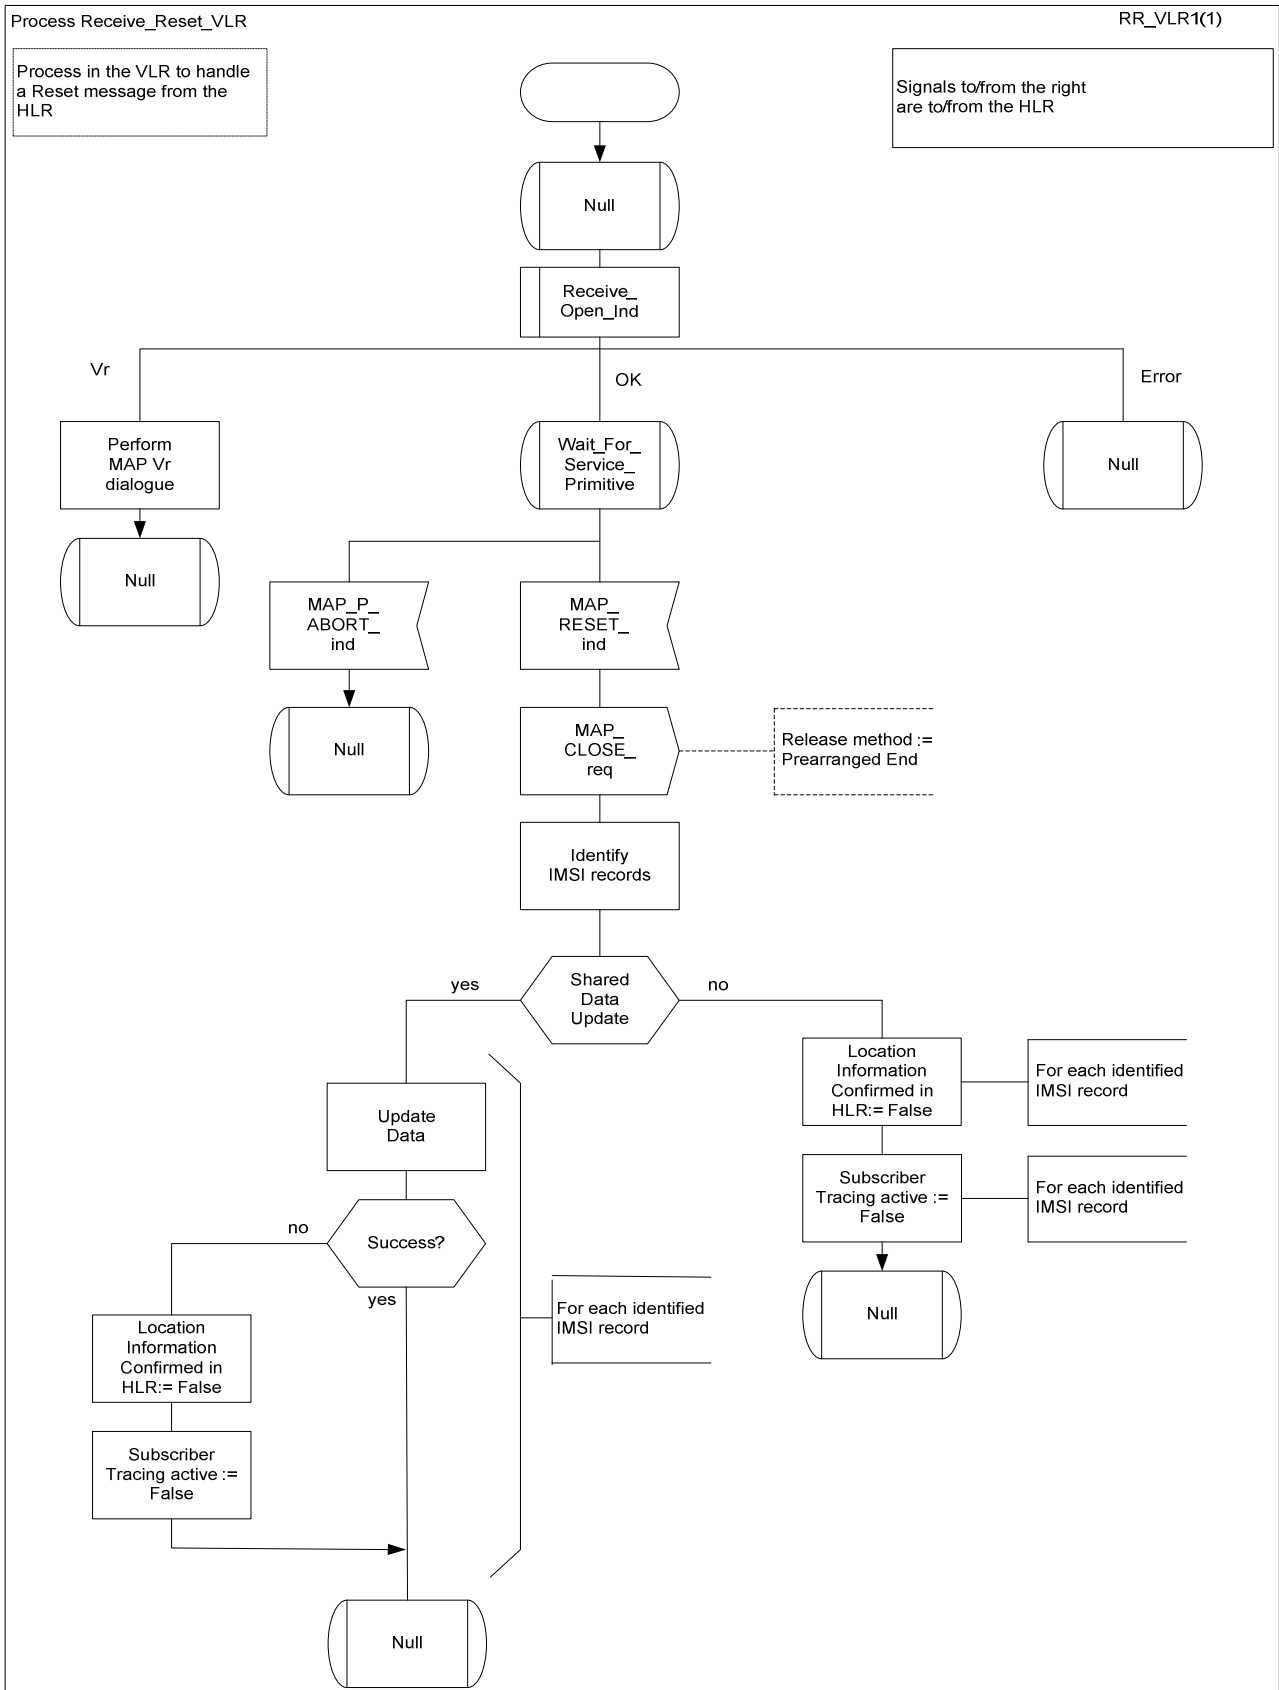 Process Receive_Reset_VLR
RR_VLR1(1)
Process in the VLR to handle
a Reset message from the
HLR
Signals to/from the right
are to/from the HLR
Null
Receive_
Open_Ind
Vr
OK
Error
Perform
MAP Vr
dialogue
Wait_For_
Service_
Primitive
Null
Null
MAP_P_
ABORT_
ind
MAP_
RESET_
ind
Null
MAP_
CLOSE_
req
Release method :=
Prearranged End
Identify
IMSI records
Shared
Data
Update
yes
no
Location
Information
Confirmed in
HLR:= False
For each identified
IMSI record
Update
Data
Subscriber
Tracing active :=
False
For each identified
IMSI record
Success?
no
yes
Null
For each identified
IMSI record
Location
Information
Confirmed in
HLR:= False
Subscriber
Tracing active :=
False
Null